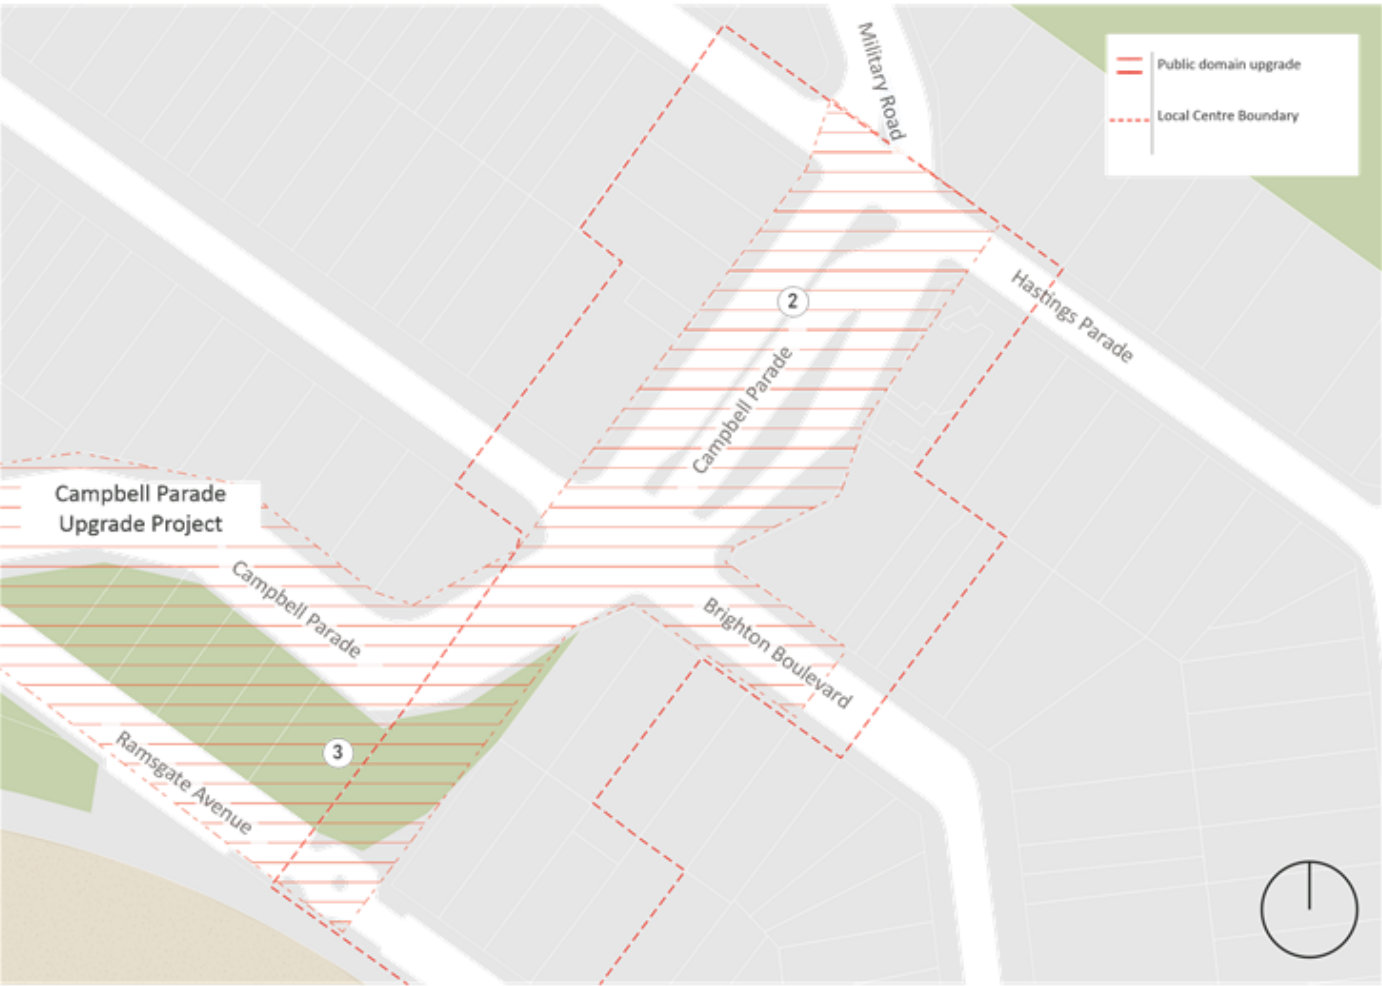 Military Road
Public domain upgrade
Local Centre Boundary
2
Hastings Parade
Campbell Parade
Campbell Parade
Upgrade Project
Campbell Parade
Brighton Boulevard
3
Ramsgate Avenue